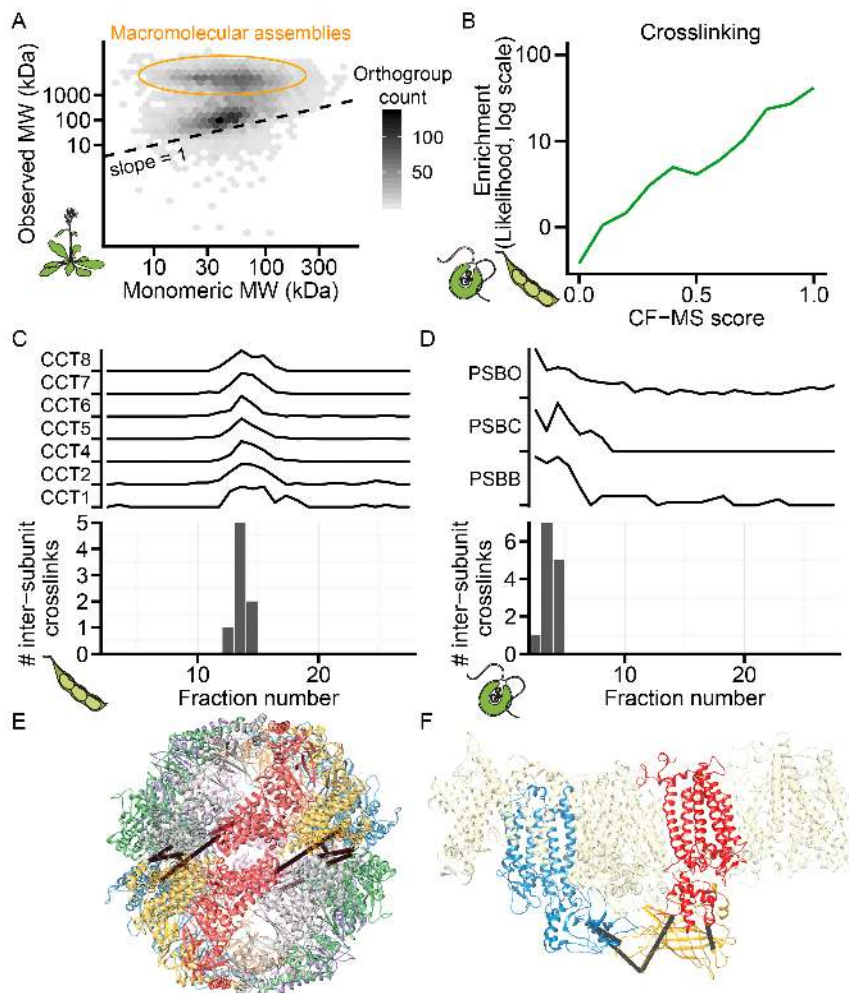 A
Macromolecular assemblies
Observed MW (kDa)
1000
100
10
slope = 1
10
30
100
300
Monomeric MW (kDa)
Orthogroup
count
100
50
B
Crosslinking
Enrichment
(Likelihood, log scale)
100
10
0
0.0
0.5
1.0
CF−MS score
C
CCT8
CCT7
CCT6
CCT5
CCT4
CCT2
CCT1
# inter−subunit
crosslinks
5
4
3
2
1
0
10
20
Fraction number
D
PSBO
PSBC
PSBB
# inter−subunit
crosslinks
6
4
2
0
10
20
Fraction number
E
F